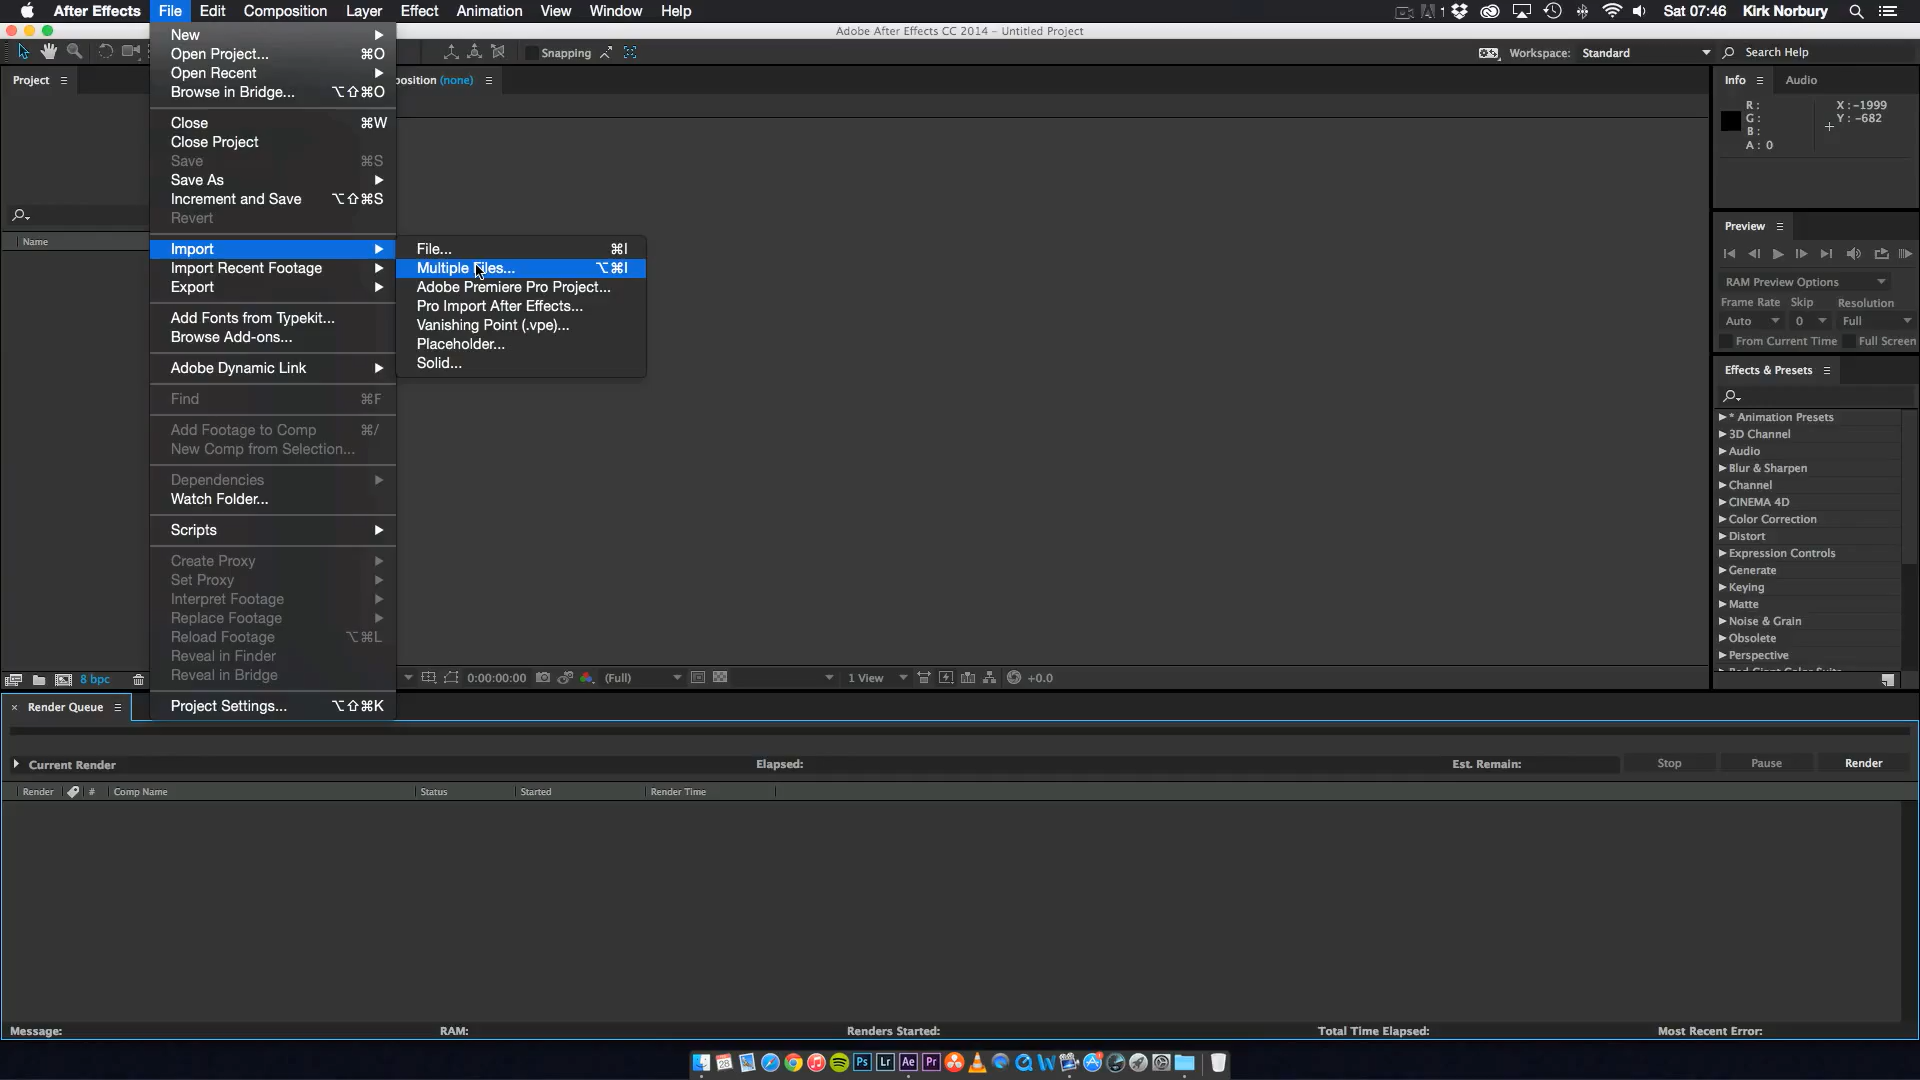 After Effects File Edit Composition Layer Effect Animation View Window Help 1 Sat 07:46 Kirk Norbury
Adobe After Effects CC 2014 – Untitled Project
Snapping Workspace: Standard Search Help
Project position (none) Info Audio
New
Open Project... ⌘O
Open Recent
Browse in Bridge... ⌥⇧⌘O
Close ⌘W
Close Project
Save ⌘S
Save As
Increment and Save ⌥⇧⌘S
Revert
Import
Import Recent Footage
Export
Add Fonts from Typekit...
Browse Add-ons...
Adobe Dynamic Link
Find ⌘F
Add Footage to Comp ⌘/
New Comp from Selection...
Dependencies
Watch Folder...
Scripts
Create Proxy
Set Proxy
Interpret Footage
Replace Footage
Reload Footage ⌥⌘L
Reveal in Finder
Reveal in Bridge
Project Settings... ⌥⇧⌘K
File... ⌘I
Multiple Files... ⌥⌘I
Adobe Premiere Pro Project...
Pro Import After Effects...
Vanishing Point (.vpe)...
Placeholder...
Solid...
Name
8 bpc
0:00:00:00 (Full) 1 View +0.0
R: X: -1999
G: Y: -682
B:
A: 0
Preview
RAM Preview Options
Frame Rate Skip Resolution
Auto 0 Full
From Current Time Full Screen
Effects & Presets
* Animation Presets
3D Channel
Audio
Blur & Sharpen
Channel
CINEMA 4D
Color Correction
Distort
Expression Controls
Generate
Keying
Matte
Noise & Grain
Obsolete
Perspective
Render Queue
Current Render Elapsed: Est. Remain: Stop Pause Render
Render # Comp Name Status Started Render Time
Message: RAM: Renders Started: Total Time Elapsed: Most Recent Error:
Ps Lr Ae Pr